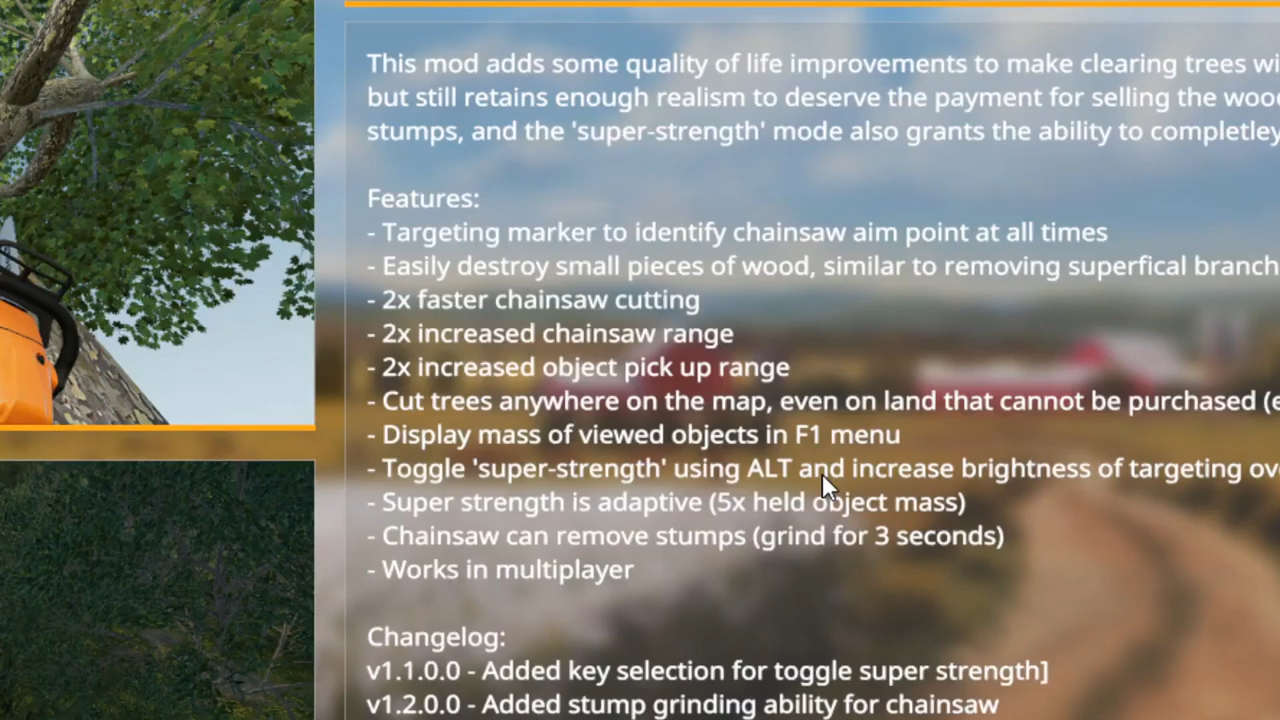 This mod adds some quality of life improvements to make clearing trees
but still retains enough realism to deserve the payment for selling the
stumps, and the 'super-strength' mode also grants the ability to completley
Features:
- Targeting marker to identify chainsaw aim point at all times
- Easily destroy small pieces of wood, similar to removing superfical branch
- 2x faster chainsaw cutting
- 2x increased chainsaw range
- 2x increased object pick up range
- Cut trees anywhere on the map, even on land that cannot be purchased
- Display mass of viewed objects in F1 menu
- Toggle 'super-strength' using ALT and increase brightness of targeting
- Super strength is adaptive (5x held object mass)
- Chainsaw can remove stumps (grind for 3 seconds)
- Works in multiplayer
Changelog:
v1.1.0.0 - Added key selection for toggle super strength]
v1.2.0.0 - Added stump grinding ability for chainsaw